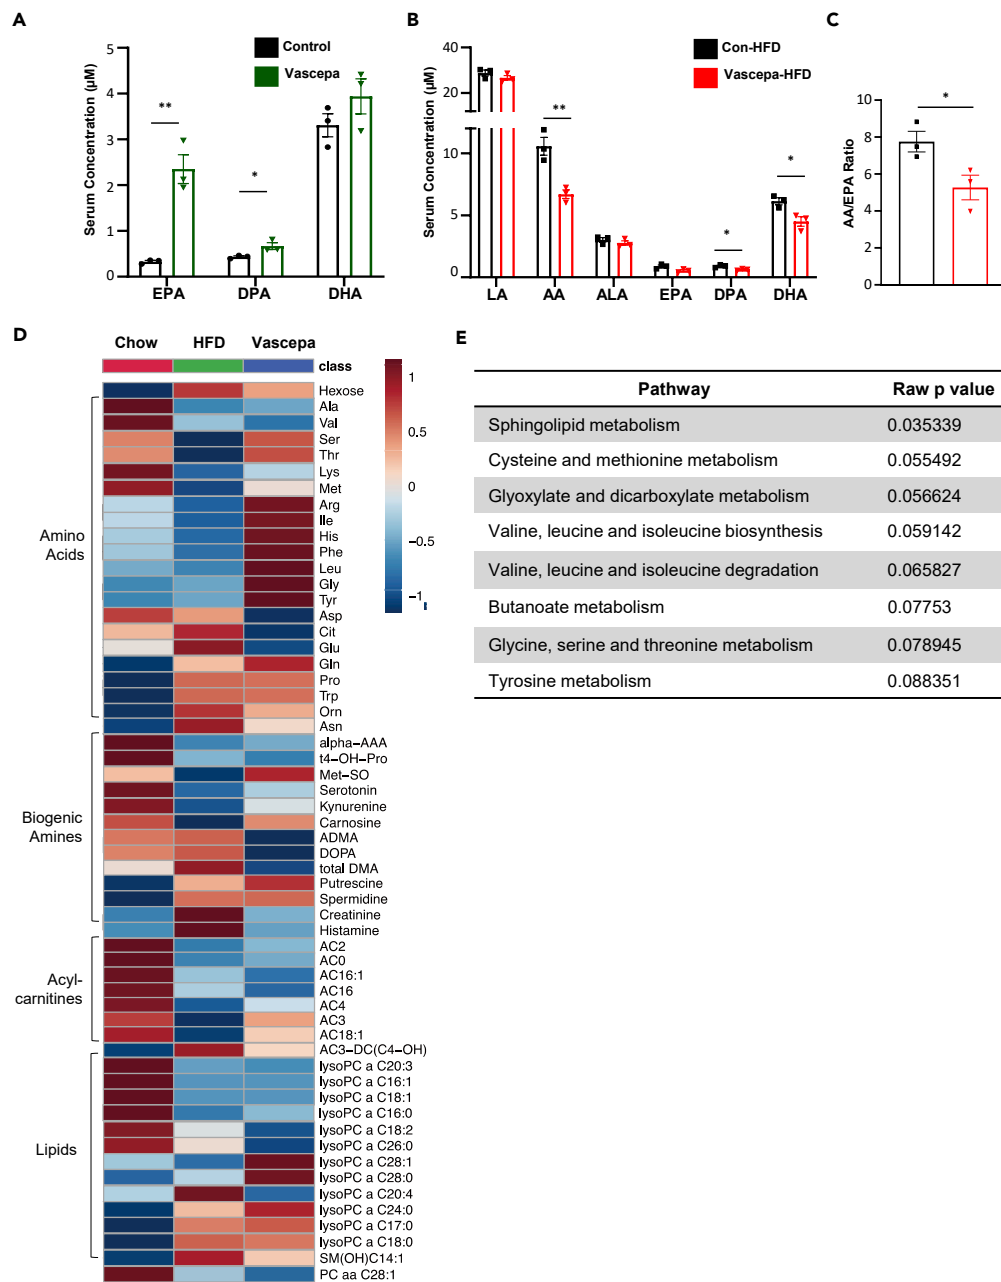 A
Control
Vascepa
Serum Concentration (µM)
5
4
3
2
1
0
**
*
EPA DPA DHA
B
Con-HFD
Vascepa-HFD
Serum Concentration (µM)
40
20
10
5
0
**
*
*
LA AA ALA EPA DPA DHA
C
AA/EPA Ratio
10
8
6
4
2
0
*
D
Chow HFD Vascepa
class
1
0.5
0
−0.5
−1
Amino
Acids
Biogenic
Amines
Acyl-
carnitines
Lipids
Hexose
Ala
Val
Ser
Thr
Lys
Met
Arg
Ile
His
Phe
Leu
Gly
Tyr
Asp
Cit
Glu
Gln
Pro
Trp
Orn
Asn
alpha−AAA
t4−OH−Pro
Met−SO
Serotonin
Kynurenine
Carnosine
ADMA
DOPA
total DMA
Putrescine
Spermidine
Creatinine
Histamine
AC2
AC0
AC16:1
AC16
AC4
AC3
AC18:1
AC3−DC(C4−OH)
lysoPC a C20:3
lysoPC a C16:1
lysoPC a C18:1
lysoPC a C16:0
lysoPC a C18:2
lysoPC a C26:0
lysoPC a C28:1
lysoPC a C28:0
lysoPC a C20:4
lysoPC a C24:0
lysoPC a C17:0
lysoPC a C18:0
SM(OH)C14:1
PC aa C28:1
E
Pathway Raw p value
Sphingolipid metabolism 0.035339
Cysteine and methionine metabolism 0.055492
Glyoxylate and dicarboxylate metabolism 0.056624
Valine, leucine and isoleucine biosynthesis 0.059142
Valine, leucine and isoleucine degradation 0.065827
Butanoate metabolism 0.07753
Glycine, serine and threonine metabolism 0.078945
Tyrosine metabolism 0.088351